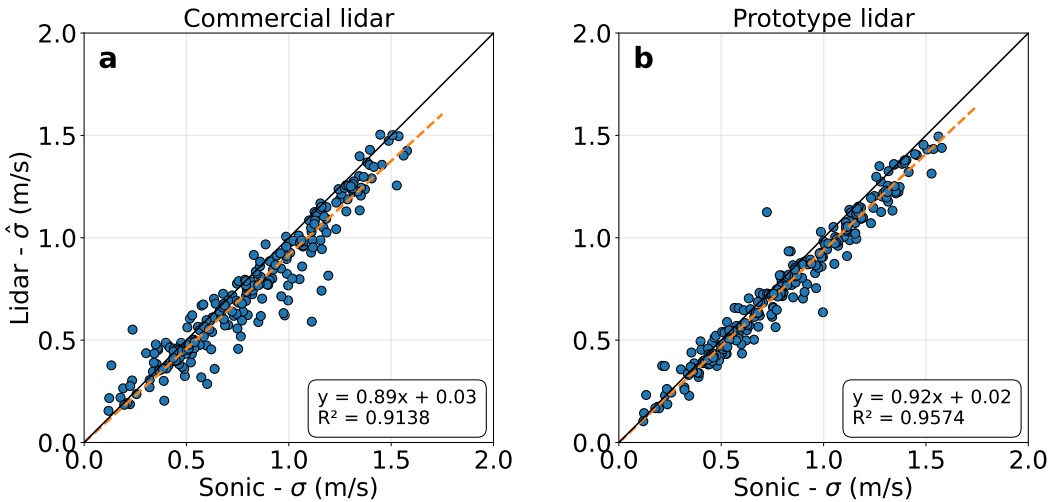 Commercial lidar
a
2.0
1.5
1.0
0.5
0.0
Lidar - σ̂ (m/s)
y = 0.89x + 0.03
R² = 0.9138
0.0 0.5 1.0 1.5 2.0
Sonic - σ (m/s)
Prototype lidar
b
2.0
1.5
1.0
0.5
0.0
y = 0.92x + 0.02
R² = 0.9574
0.0 0.5 1.0 1.5 2.0
Sonic - σ (m/s)